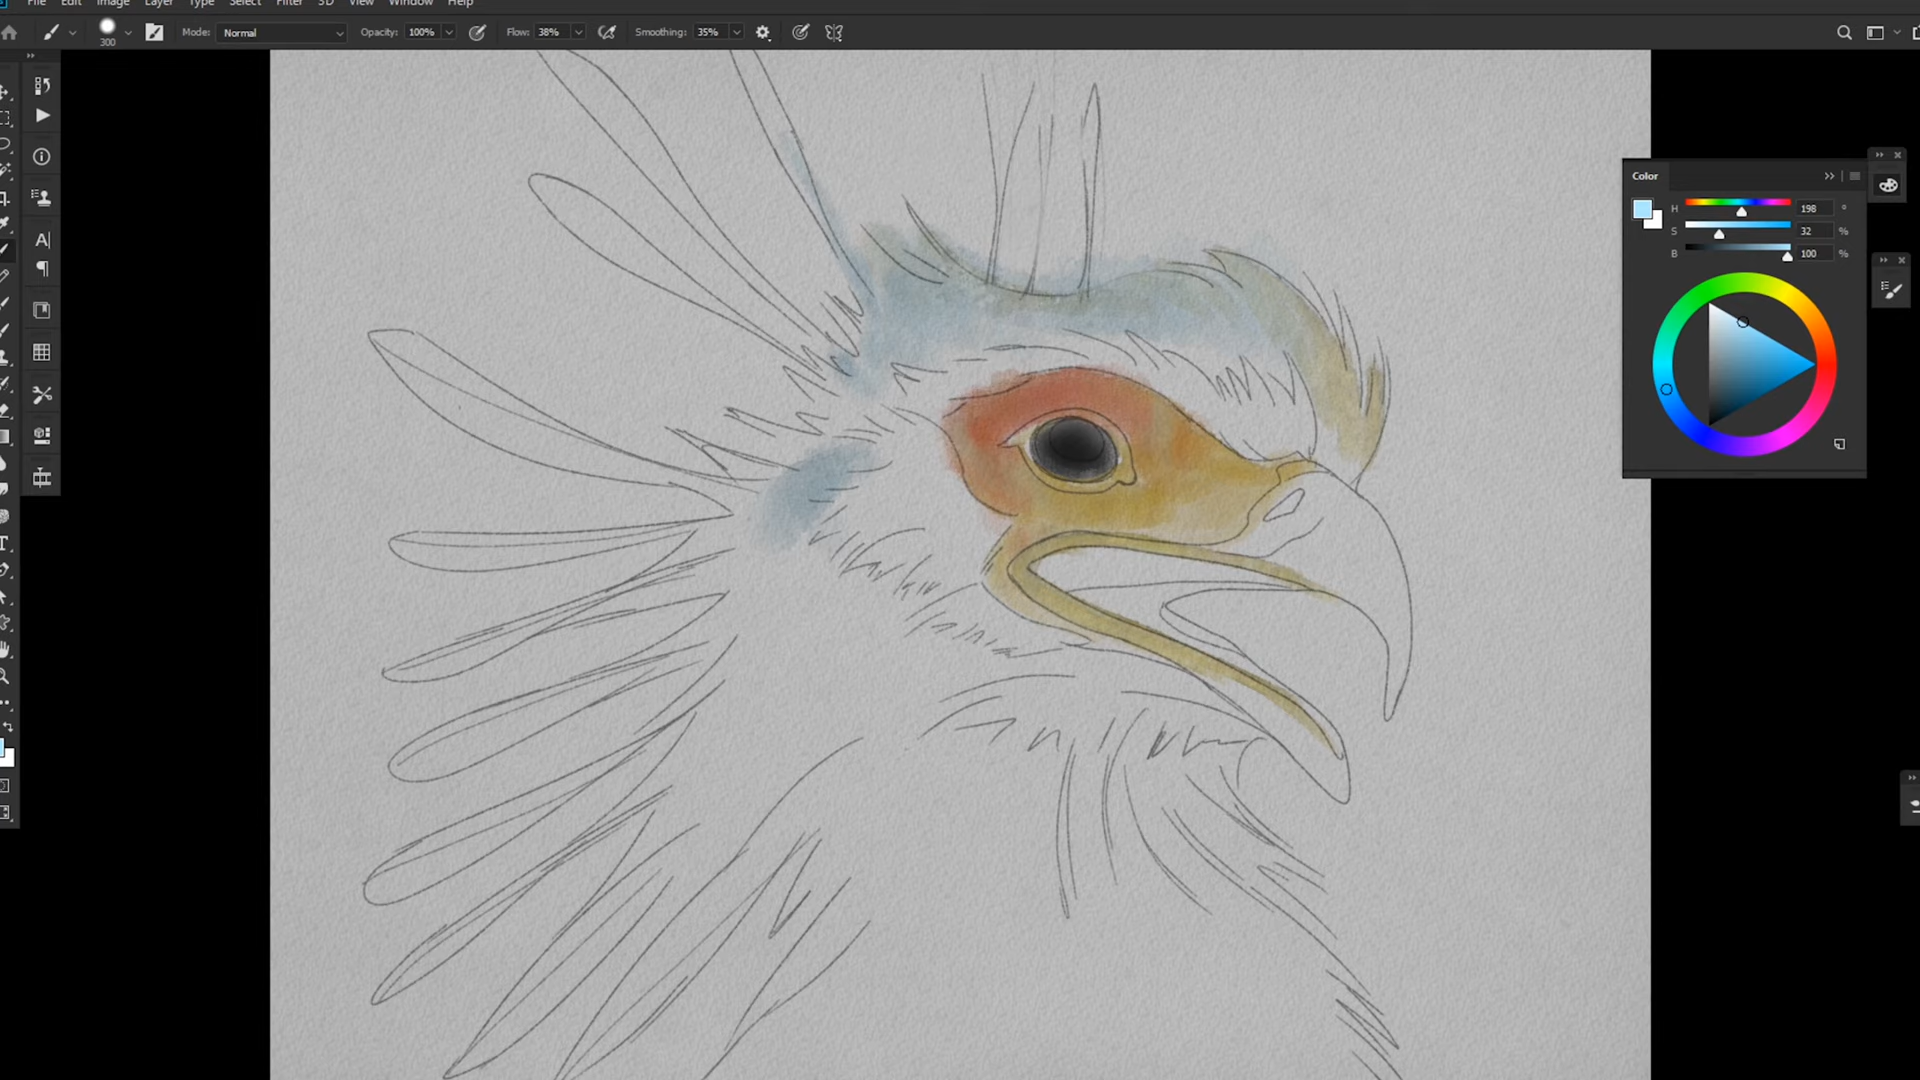 File Edit Image Layer Type Select Filter 3D View Window Help
300 Mode: Normal Opacity: 100% Flow: 38% Smoothing: 35%
Color
H 198 °
S 32 %
B 100 %